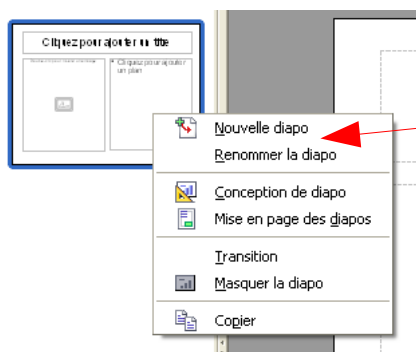 Cliquez pour ajouter un titre
Cliquez pour ajouter
un plan
Nouvelle diapo
Renommer la diapo
Conception de diapo
Mise en page des diapos
Transition
Masquer la diapo
Copier